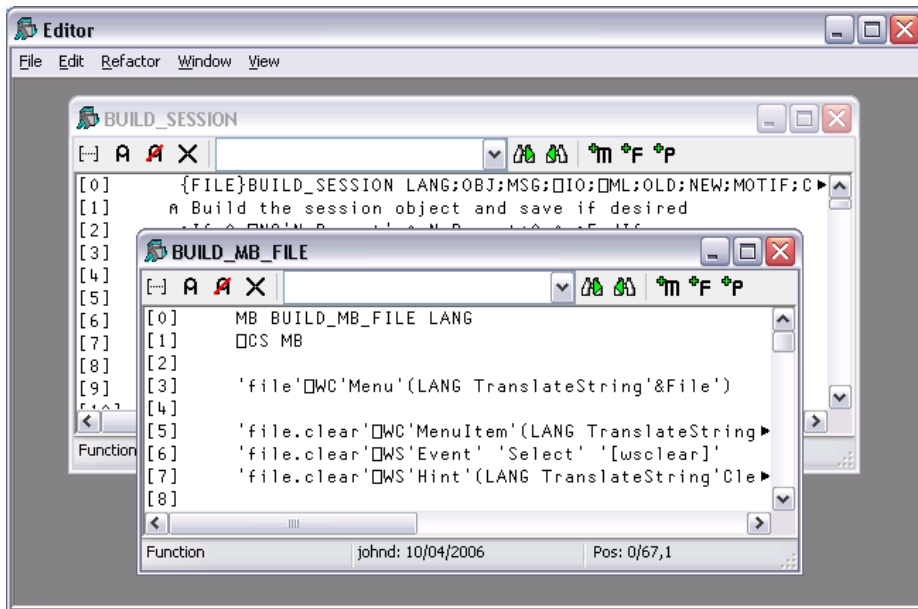 Editor
File Edit Refactor Window View
BUILD_SESSION
[0] {FILE}BUILD_SESSION LANG;OBJ;MSG;⎕IO;⎕ML;OLD;NEW;MOTIF;C
[1] ⍝ Build the session object and save if desired
[2]
[3]
[4]
[5]
[6]
[7]
[8]
[9]
Function
BUILD_MB_FILE
[0] MB BUILD_MB_FILE LANG
[1] ⎕CS MB
[2]
[3] 'file'⎕WC'Menu'(LANG TranslateString'&File')
[4]
[5] 'file.clear'⎕WC'MenuItem'(LANG TranslateString
[6] 'file.clear'⎕WS'Event' 'Select' '[wsclear]'
[7] 'file.clear'⎕WS'Hint'(LANG TranslateString'Cle
[8]
Function johnd: 10/04/2006 Pos: 0/67,1